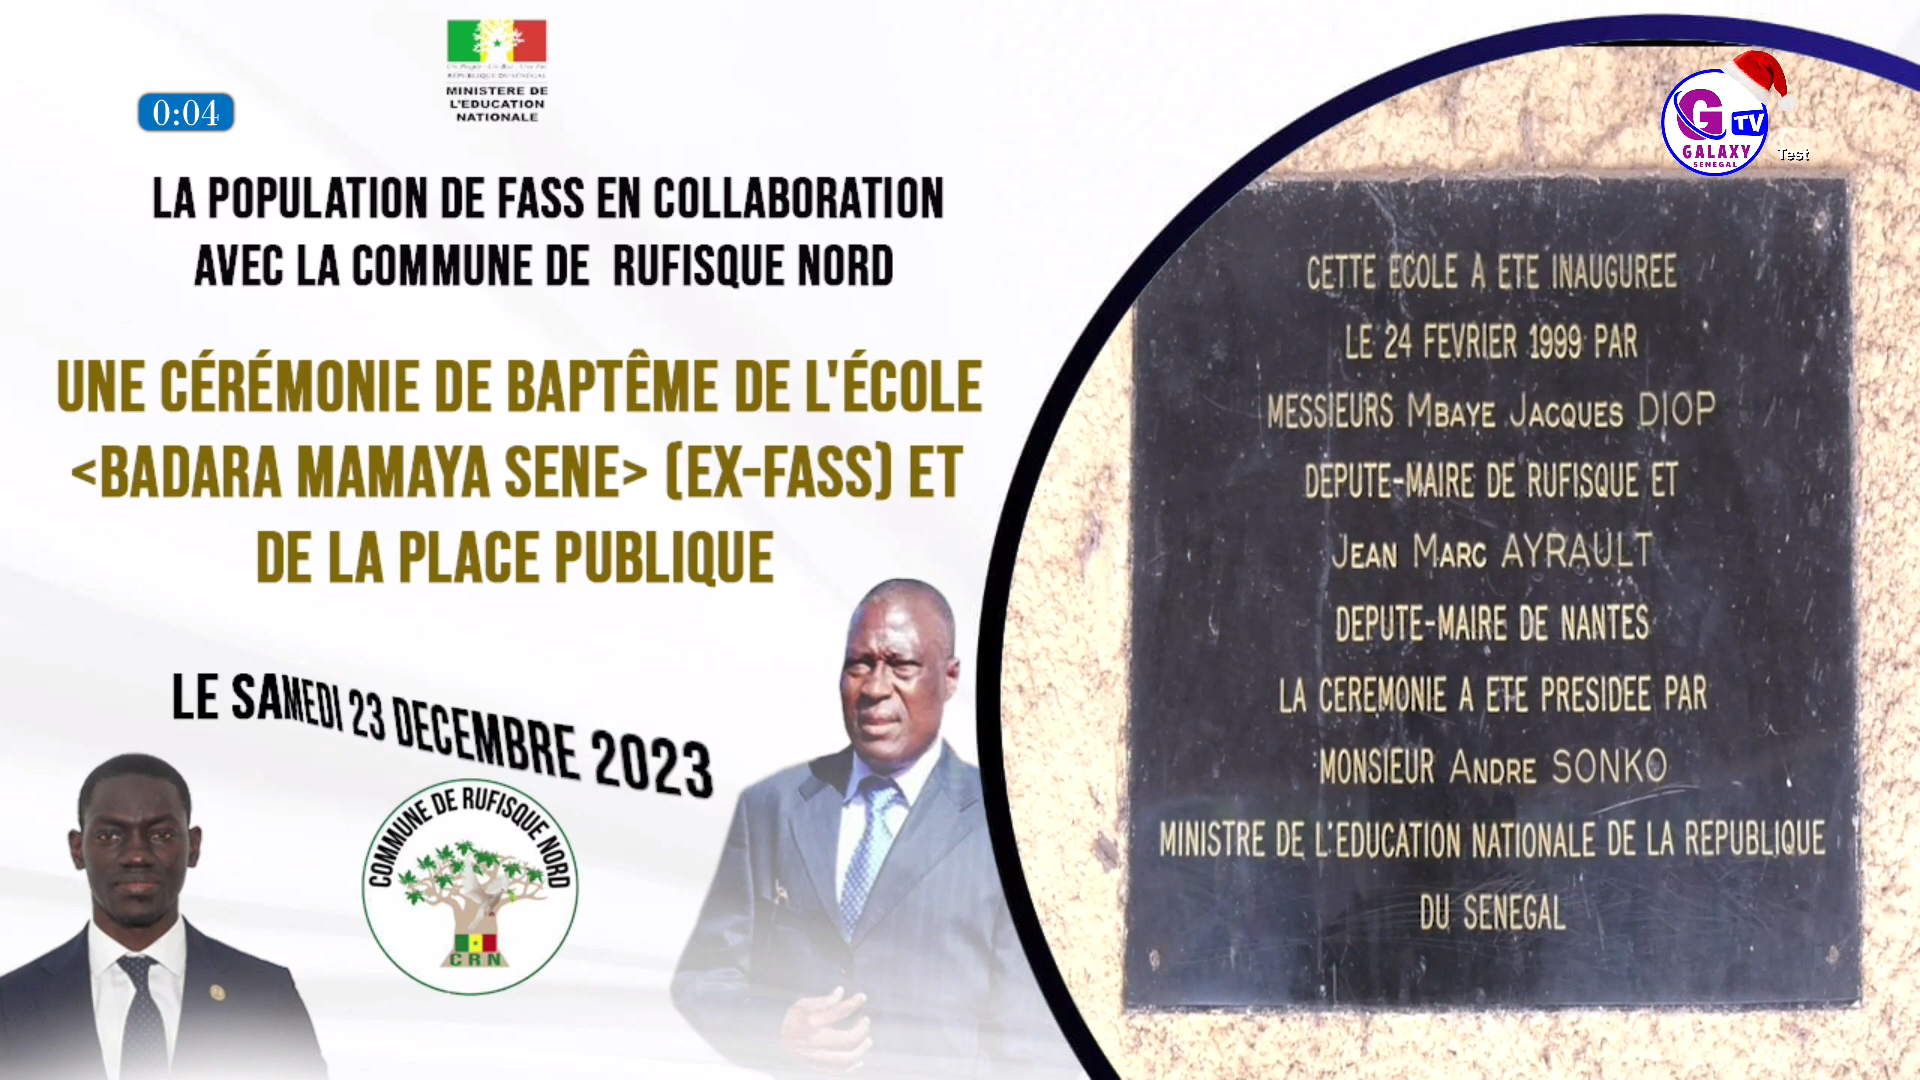 MINISTERE DE
L'EDUCATION
NATIONALE
0:04
LA POPULATION DE FASS EN COLLABORATION
AVEC LA COMMUNE DE RUFISQUE NORD
UNE CÉRÉMONIE DE BAPTÊME DE L'ÉCOLE
<BADARA MAMAYA SENE> (EX-FASS) ET
DE LA PLACE PUBLIQUE
LE SAMEDI 23 DECEMBRE 2023
COMMUNE DE RUFISQUE NORD
CRN
G TV
GALAXY
SENEGAL
Test
CETTE ECOLE A ETE INAUGUREE
LE 24 FEVRIER 1999 PAR
MESSIEURS MBAYE JACQUES DIOP
DEPUTE-MAIRE DE RUFISQUE ET
JEAN MARC AYRAULT
DEPUTE-MAIRE DE NANTES
LA CEREMONIE A ETE PRESIDEE PAR
MONSIEUR ANDRE SONKO
MINISTRE DE L'EDUCATION NATIONALE DE LA REPUBLIQUE
DU SENEGAL